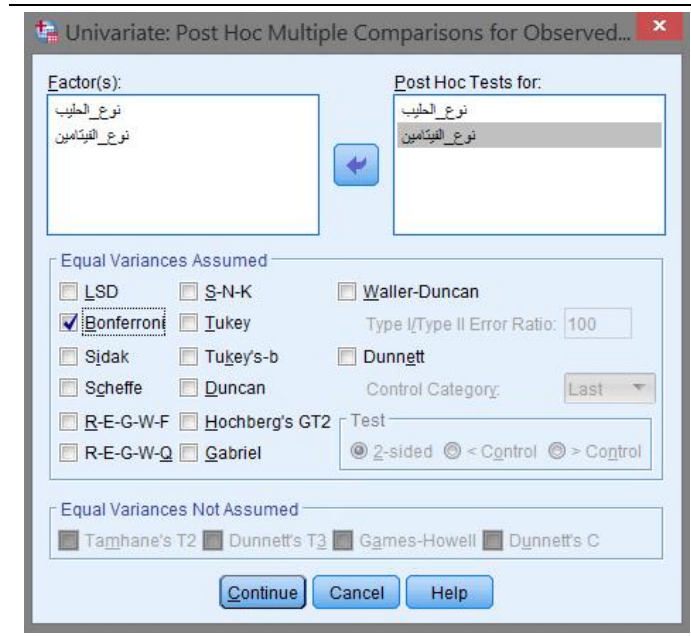 Univariate: Post Hoc Multiple Comparisons for Observed...
Factor(s):
نوع_الحليب
نوع_الفيتامين
Post Hoc Tests for:
نوع_الحليب
نوع_الفيتامين
Equal Variances Assumed
LSD S-N-K Waller-Duncan
Bonferroni Tukey Type I/Type II Error Ratio: 100
Sidak Tukey's-b Dunnett
Scheffe Duncan Control Category: Last
R-E-G-W-F Hochberg's GT2 Test
R-E-G-W-Q Gabriel 2-sided < Control > Control
Equal Variances Not Assumed
Tamhane's T2 Dunnett's T3 Games-Howell Dunnett's C
Continue Cancel Help